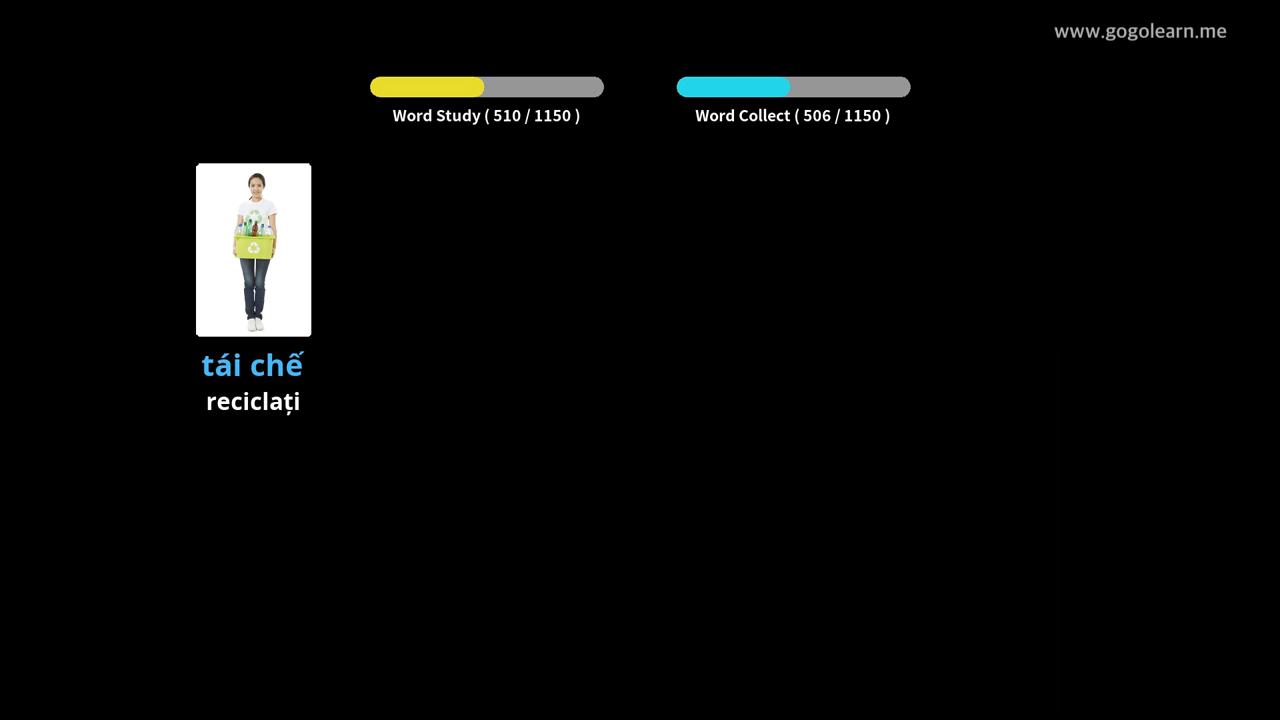 www.gogolearn.me
Word Study ( 510 / 1150 )
Word Collect ( 506 / 1150 )
tái chế
reciclați